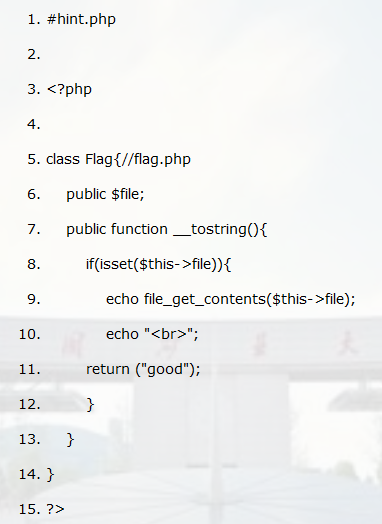 1. #hint.php
2.
3. <?php
4.
5. class Flag{//flag.php
6. public $file;
7. public function __tostring(){
8. if(isset($this->file)){
9. echo file_get_contents($this->file);
10. echo "<br>";
11. return ("good");
12. }
13. }
14. }
15. ?>